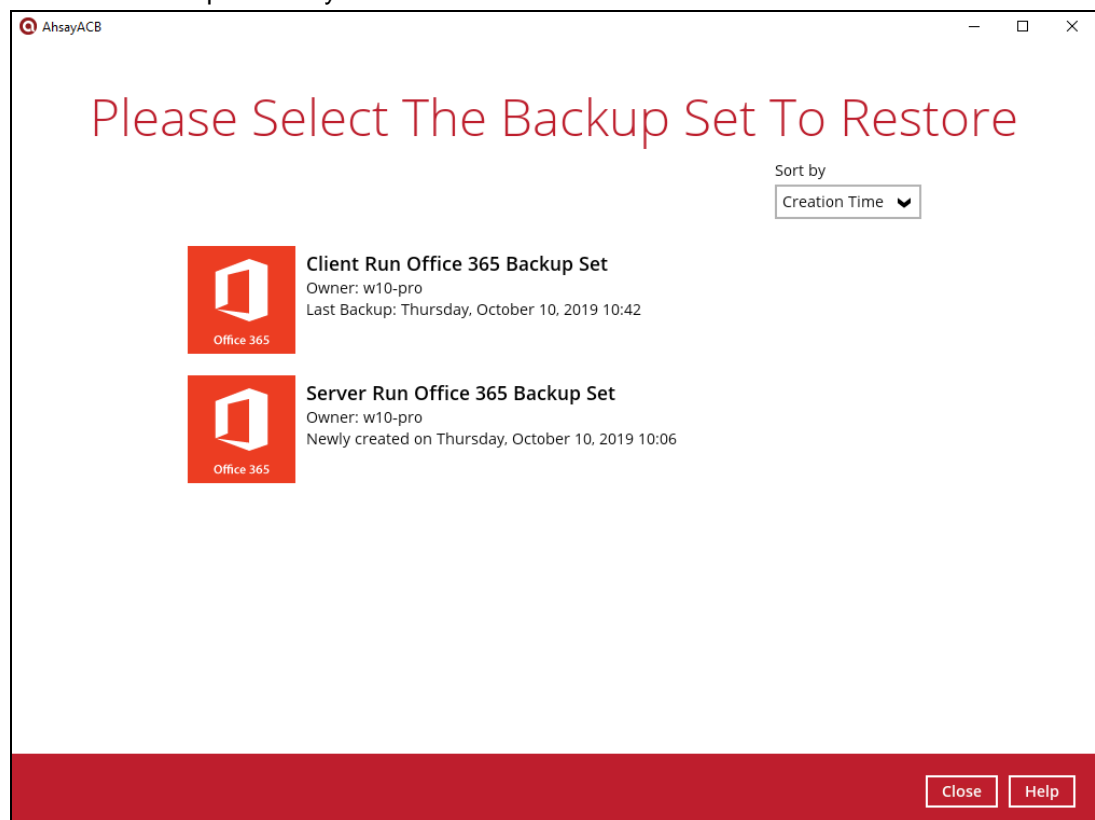 AhsayACB
Please Select The Backup Set To Restore
Sort by
Creation Time
Client Run Office 365 Backup Set
Owner: w10-pro
Last Backup: Thursday, October 10, 2019 10:42
Office 365
Server Run Office 365 Backup Set
Owner: w10-pro
Newly created on Thursday, October 10, 2019 10:06
Office 365
Close Help